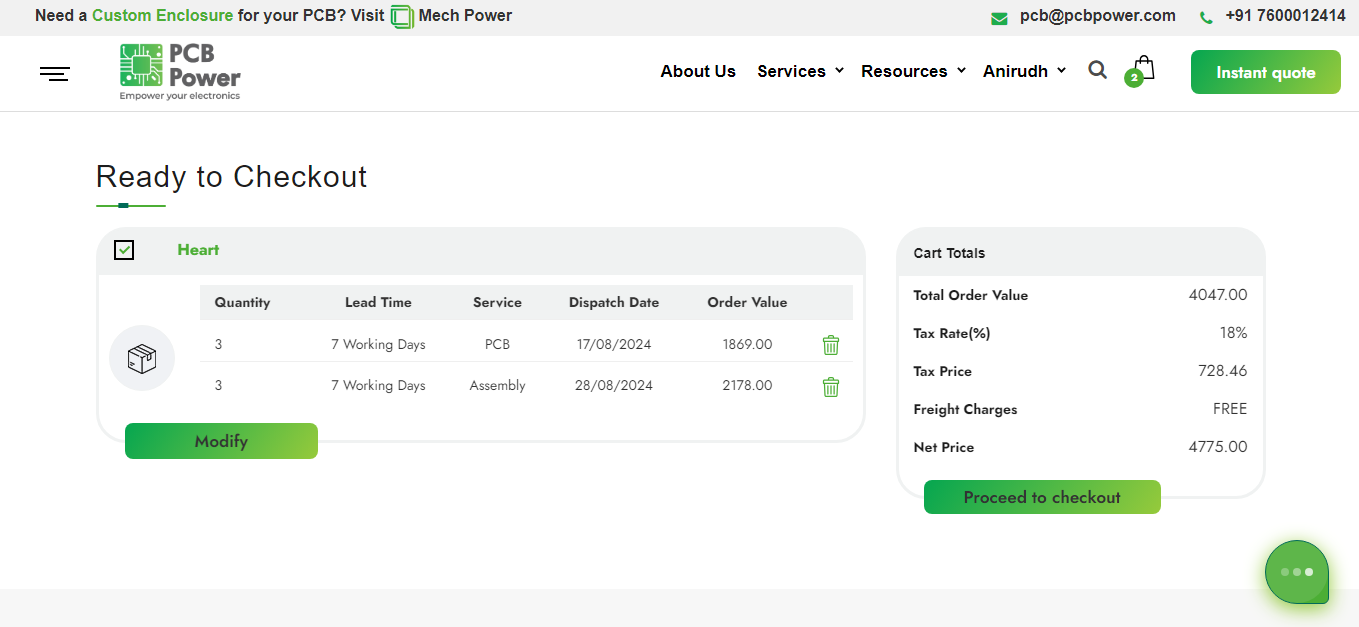 Need a Custom Enclosure for your PCB? Visit Mech Power
pcb@pcbpower.com +91 7600012414
PCB
Power
Empower your electronics
About Us Services Resources Anirudh 2 Instant quote
Ready to Checkout
Heart
Quantity Lead Time Service Dispatch Date Order Value
3 7 Working Days PCB 17/08/2024 1869.00
3 7 Working Days Assembly 28/08/2024 2178.00
Modify
Cart Totals
Total Order Value 4047.00
Tax Rate(%) 18%
Tax Price 728.46
Freight Charges FREE
Net Price 4775.00
Proceed to checkout